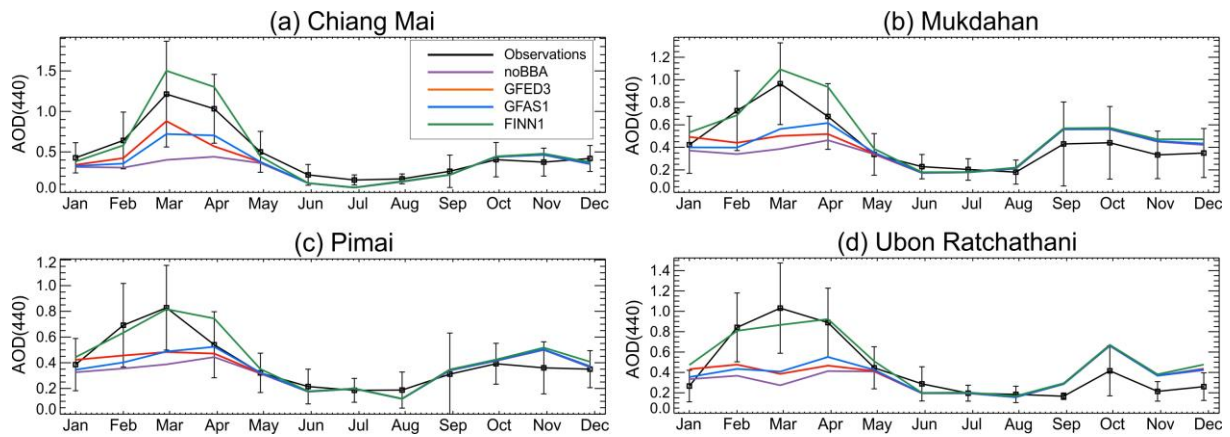 (a) Chiang Mai
AOD(440)
1.5
1.0
0.5
0.0
Observations
noBBA
GFED3
GFAS1
FINN1
Jan Feb Mar Apr May Jun Jul Aug Sep Oct Nov Dec
(b) Mukdahan
AOD(440)
1.2
1.0
0.8
0.6
0.4
0.2
0.0
Jan Feb Mar Apr May Jun Jul Aug Sep Oct Nov Dec
(c) Pimai
AOD(440)
1.2
1.0
0.8
0.6
0.4
0.2
0.0
Jan Feb Mar Apr May Jun Jul Aug Sep Oct Nov Dec
(d) Ubon Ratchathani
AOD(440)
1.4
1.2
1.0
0.8
0.6
0.4
0.2
0.0
Jan Feb Mar Apr May Jun Jul Aug Sep Oct Nov Dec